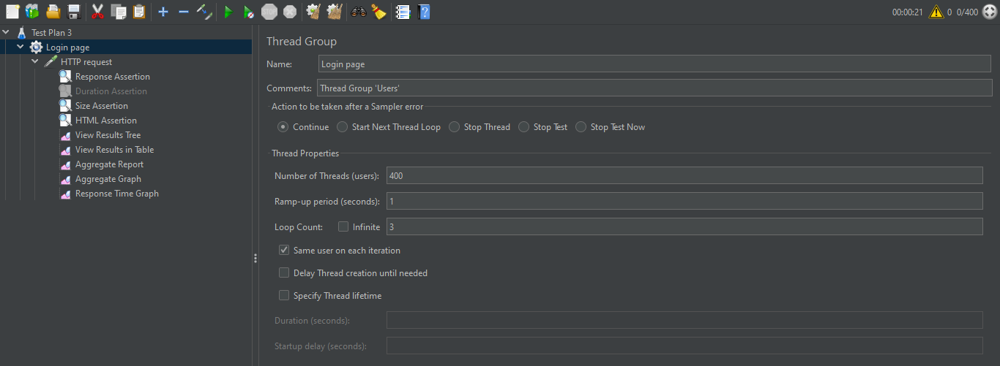 00:00:21 0 0/400
Test Plan 3
Login page
HTTP request
Response Assertion
Duration Assertion
Size Assertion
HTML Assertion
View Results Tree
View Results in Table
Aggregate Report
Aggregate Graph
Response Time Graph
Thread Group
Name: Login page
Comments: Thread Group 'Users'
Action to be taken after a Sampler error
Continue Start Next Thread Loop Stop Thread Stop Test Stop Test Now
Thread Properties
Number of Threads (users): 400
Ramp-up period (seconds): 1
Loop Count: Infinite 3
Same user on each iteration
Delay Thread creation until needed
Specify Thread lifetime
Duration (seconds):
Startup delay (seconds):